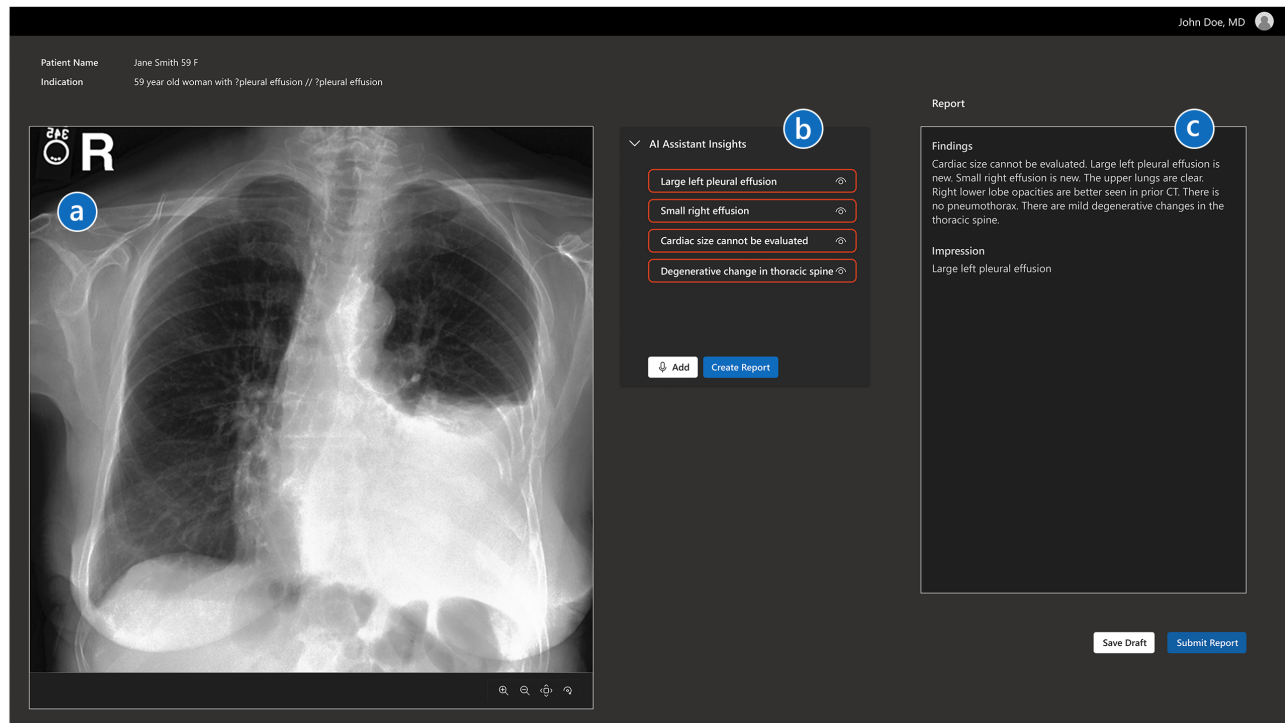 John Doe, MD
Patient Name Jane Smith 59 F
Indication 59 year old woman with ?pleural effusion // ?pleural effusion
R
a
b
AI Assistant Insights
Large left pleural effusion
Small right effusion
Cardiac size cannot be evaluated
Degenerative change in thoracic spine
Add Create Report
Report
c
Findings
Cardiac size cannot be evaluated. Large left pleural effusion is
new. Small right effusion is new. The upper lungs are clear.
Right lower lobe opacities are better seen in prior CT. There is
no pneumothorax. There are mild degenerative changes in the
thoracic spine.
Impression
Large left pleural effusion
Save Draft Submit Report